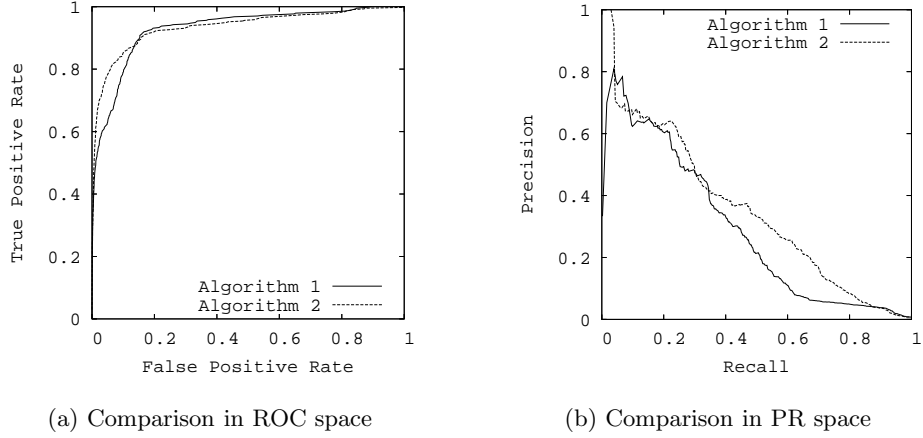 True Positive Rate
1
0.8
0.6
0.4
0.2
0
0 0.2 0.4 0.6 0.8 1
False Positive Rate
Algorithm 1
Algorithm 2
(a) Comparison in ROC space
Precision
1
0.8
0.6
0.4
0.2
0
0 0.2 0.4 0.6 0.8 1
Recall
Algorithm 1
Algorithm 2
(b) Comparison in PR space